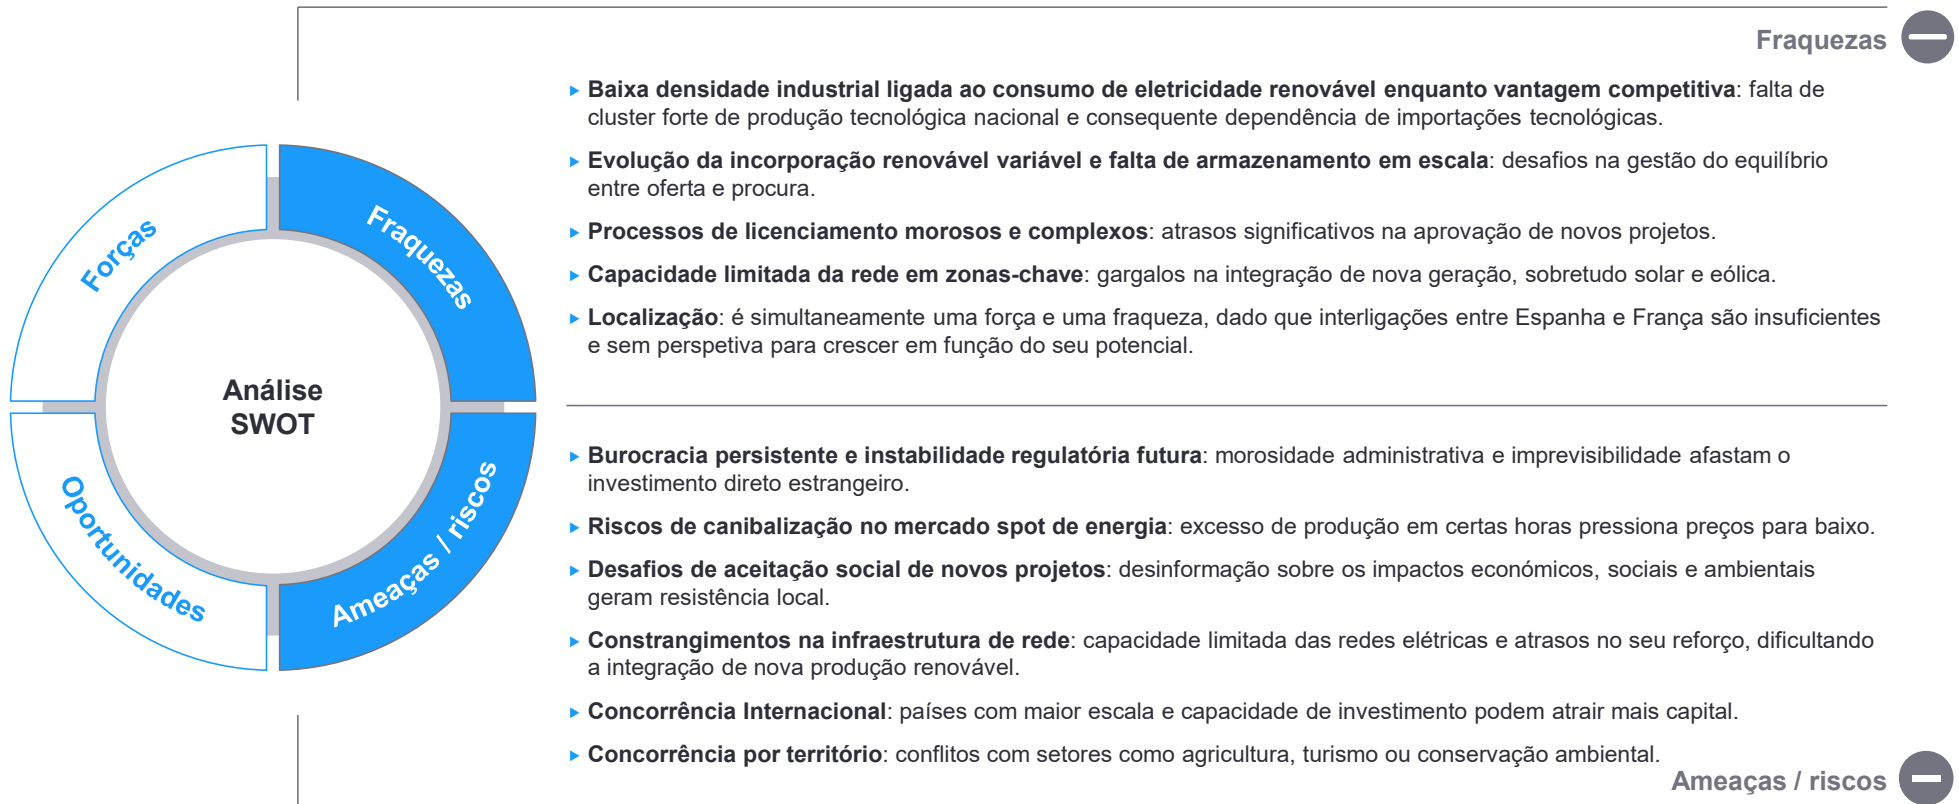 Fraquezas
Baixa densidade industrial ligada ao consumo de eletricidade renovável enquanto vantagem competitiva: falta de
cluster forte de produção tecnológica nacional e consequente dependência de importações tecnológicas.
Evolução da incorporação renovável variável e falta de armazenamento em escala: desafios na gestão do equilíbrio
entre oferta e procura.
Processos de licenciamento morosos e complexos: atrasos significativos na aprovação de novos projetos.
Capacidade limitada da rede em zonas-chave: gargalos na integração de nova geração, sobretudo solar e eólica.
Localização: é simultaneamente uma força e uma fraqueza, dado que interligações entre Espanha e França são insuficientes
e sem perspetiva para crescer em função do seu potencial.
Forças
Fraquezas
Análise
SWOT
Oportunidades
Ameaças / riscos
Burocracia persistente e instabilidade regulatória futura: morosidade administrativa e imprevisibilidade afastam o
investimento direto estrangeiro.
Riscos de canibalização no mercado spot de energia: excesso de produção em certas horas pressiona preços para baixo.
Desafios de aceitação social de novos projetos: desinformação sobre os impactos económicos, sociais e ambientais
geram resistência local.
Constrangimentos na infraestrutura de rede: capacidade limitada das redes elétricas e atrasos no seu reforço, dificultando
a integração de nova produção renovável.
Concorrência Internacional: países com maior escala e capacidade de investimento podem atrair mais capital.
Concorrência por território: conflitos com setores como agricultura, turismo ou conservação ambiental.
Ameaças / riscos